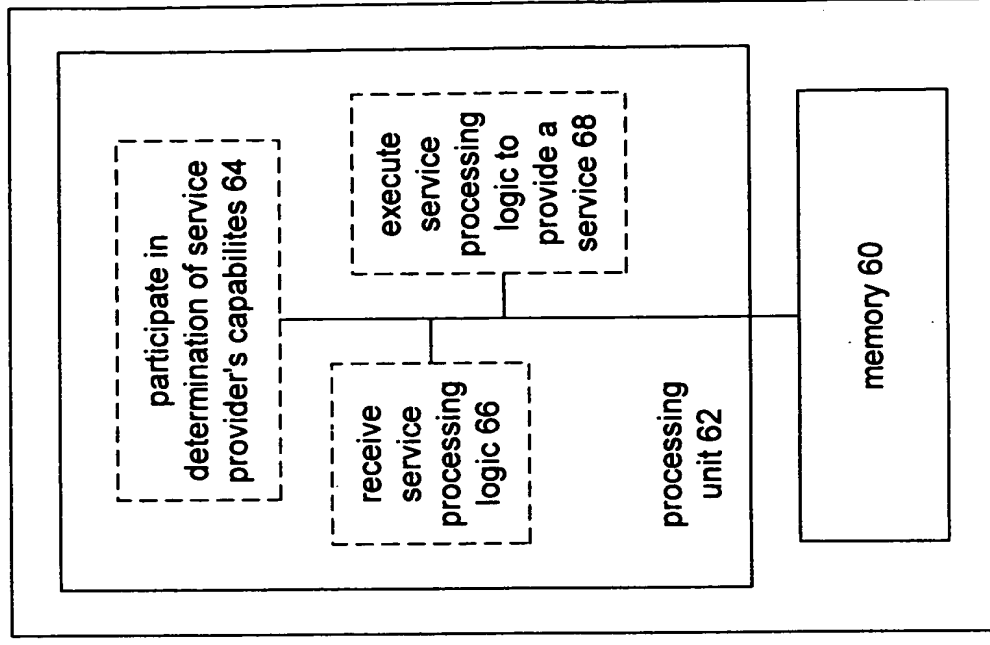 participate in
determination of service
provider's capabilites 64
receive
service
processing
logic 66
execute
service
processing
logic to
provide a
service 68
processing
unit 62
memory 60